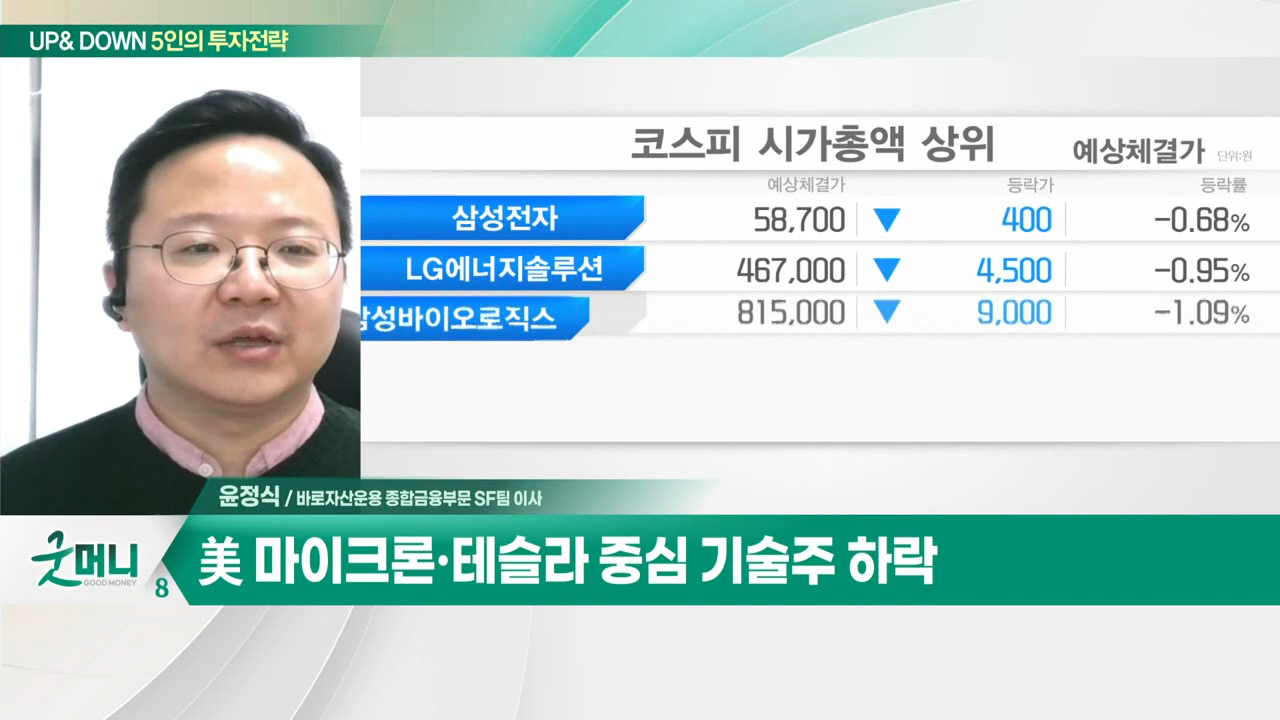 UP& DOWN 5인의 투자전략
코스피 시가총액 상위 예상체결가 단위:원
예상체결가 등락가 등락률
삼성전자 58,700 ▼ 400 -0.68%
LG에너지솔루션 467,000 ▼ 4,500 -0.95%
삼성바이오로직스 815,000 ▼ 9,000 -1.09%
윤정식 / 바로자산운용 종합금융부문 SF팀 이사
굿머니
GOOD MONEY
8
美 마이크론·테슬라 중심 기술주 하락